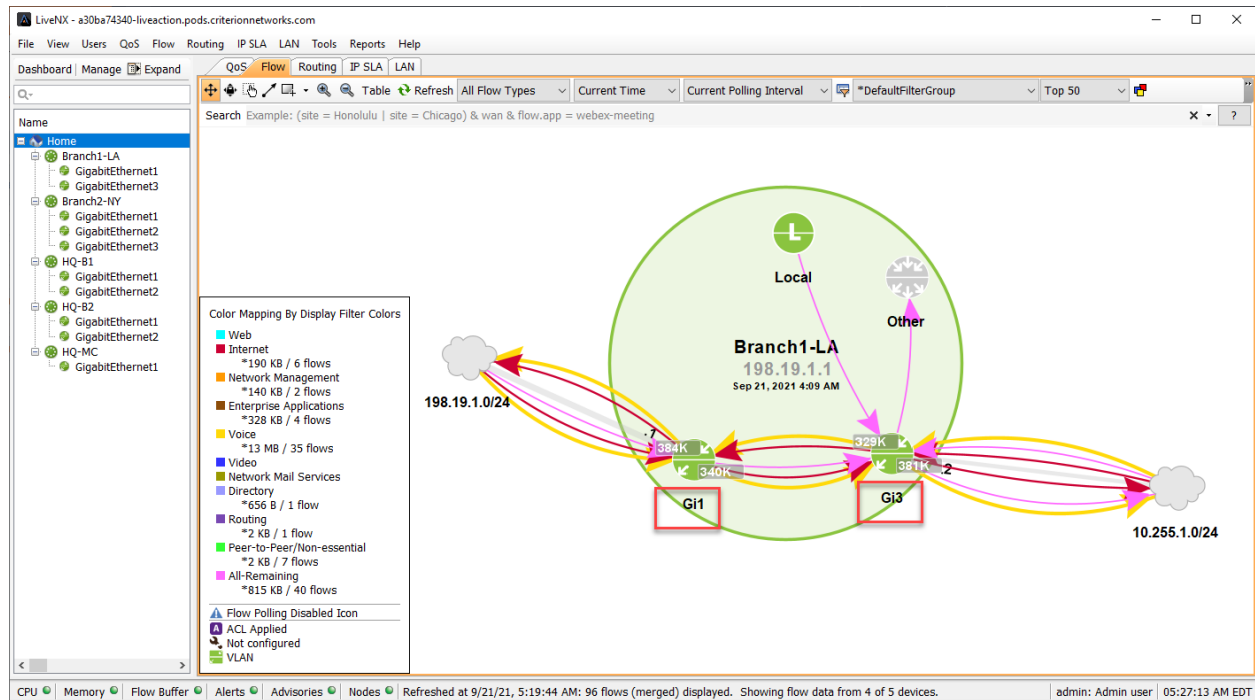 LiveNX - a30ba74340-liveaction.pods.criterionnetworks.com
File View Users QoS Flow Routing IP SLA LAN Tools Reports Help
Dashboard Manage Expand
QoS Flow Routing IP SLA LAN
Table Refresh All Flow Types Current Time Current Polling Interval *DefaultFilterGroup Top 50
Search Example: (site = Honolulu | site = Chicago) & wan & flow.app = webex-meeting
?
Name
Home
Branch1-LA
GigabitEthernet1
GigabitEthernet3
Branch2-NY
GigabitEthernet1
GigabitEthernet2
GigabitEthernet3
HQ-B1
GigabitEthernet1
GigabitEthernet2
HQ-B2
GigabitEthernet1
GigabitEthernet2
HQ-MC
GigabitEthernet1
Color Mapping By Display Filter Colors
Web
Internet
*190 KB / 6 flows
Network Management
*140 KB / 2 flows
Enterprise Applications
*328 KB / 4 flows
Voice
*13 MB / 35 flows
Video
Network Mail Services
Directory
*656 B / 1 flow
Routing
*2 KB / 1 flow
Peer-to-Peer/Non-essential
*2 KB / 7 flows
All-Remaining
*815 KB / 40 flows
Flow Polling Disabled Icon
A ACL Applied
Not configured
VLAN
L
Local
Other
Branch1-LA
198.19.1.1
Sep 21, 2021 4:09 AM
198.19.1.0/24
.1
384K
340K
Gi1
329K
381K
.2
Gi3
10.255.1.0/24
CPU Memory Flow Buffer Alerts Advisories Nodes Refreshed at 9/21/21, 5:19:44 AM: 96 flows (merged) displayed. Showing flow data from 4 of 5 devices. admin: Admin user 05:27:13 AM EDT